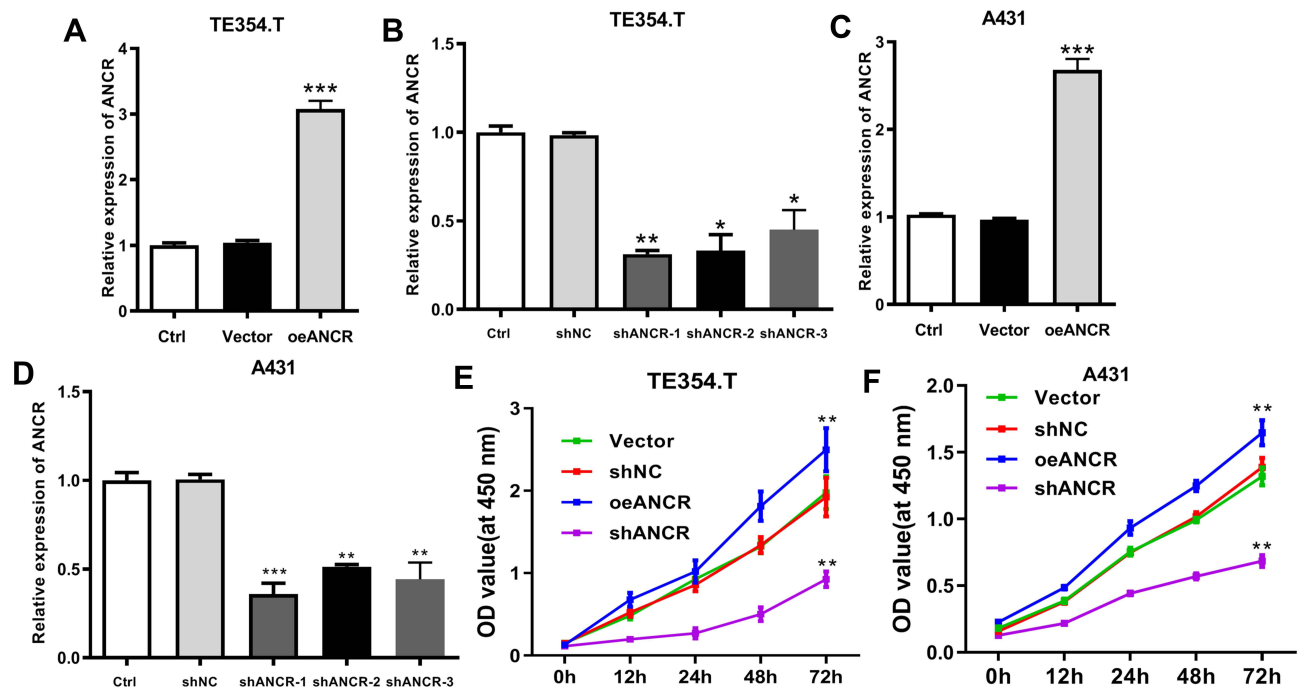 A
TE354.T
Relative expression of ANCR
4
3
2
1
0
***
Ctrl
Vector
oeANCR
B
TE354.T
Relative expression of ANCR
1.5
1.0
0.5
0.0
**
*
*
Ctrl
shNC
shANCR-1
shANCR-2
shANCR-3
C
A431
Relative expression of ANCR
3
2
1
0
***
Ctrl
Vector
oeANCR
D
A431
Relative expression of ANCR
1.5
1.0
0.5
0.0
***
**
**
Ctrl
shNC
shANCR-1
shANCR-2
shANCR-3
E
TE354.T
OD value(at 450 nm)
3
2
1
0
Vector
shNC
oeANCR
shANCR
**
**
0h
12h
24h
48h
72h
F
A431
OD value(at 450 nm)
2.0
1.5
1.0
0.5
0.0
Vector
shNC
oeANCR
shANCR
**
**
0h
12h
24h
48h
72h